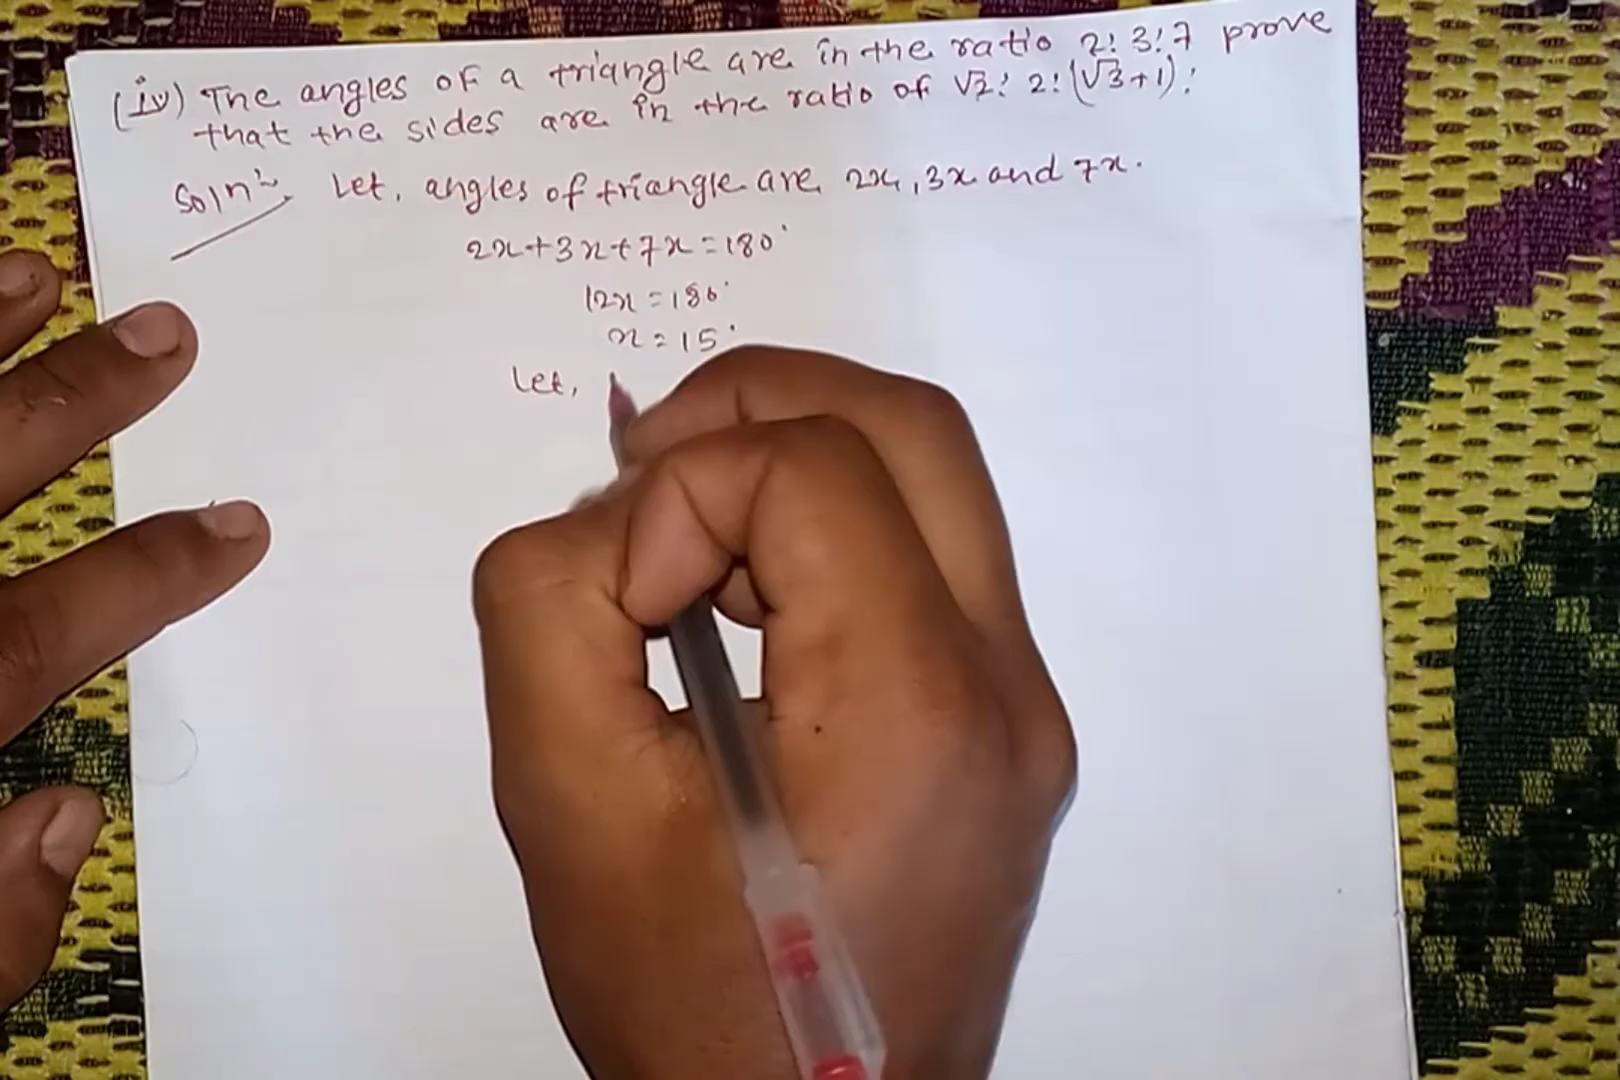 (iv) The angles of a triangle are in the ratio 2:3:7 prove
that the sides are in the ratio of √2: 2:(√3+1):
Soln:- Let, angles of triangle are 2x, 3x and 7x.
2x+3x+7x=180°
12x=180°
x=15°
Let,